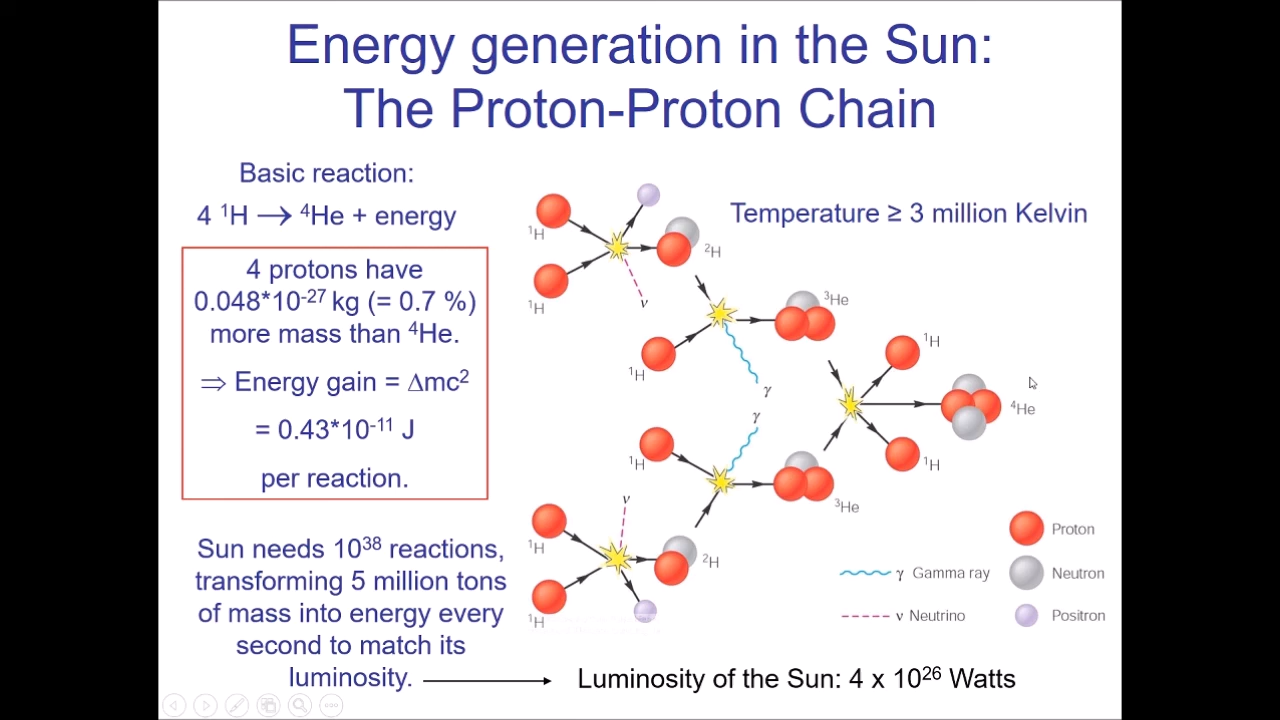 Energy generation in the Sun:
The Proton-Proton Chain
Basic reaction:
4 ¹H → ⁴He + energy
4 protons have
0.048*10⁻²⁷ kg (= 0.7 %)
more mass than ⁴He.
⇒ Energy gain = Δmc²
= 0.43*10⁻¹¹ J
per reaction.
Sun needs 10³⁸ reactions,
transforming 5 million tons
of mass into energy every
second to match its
luminosity.
Temperature ≥ 3 million Kelvin
¹H
²H
¹H
ν
³He
¹H
γ
¹H
⁴He
γ
¹H
¹H
³He
ν
¹H
²H
¹H
Proton
γ Gamma ray
Neutron
ν Neutrino
Positron
Luminosity of the Sun: 4 x 10²⁶ Watts